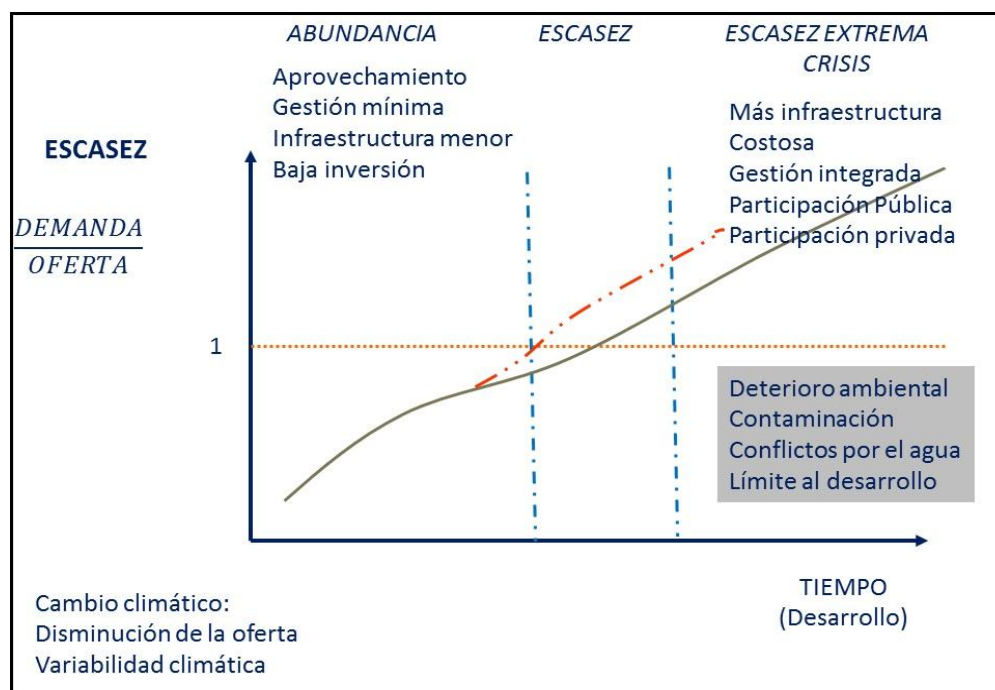 ABUNDANCIA
ESCASEZ
ESCASEZ EXTREMA
CRISIS
Aprovechamiento
Gestión mínima
Infraestructura menor
Baja inversión
Más infraestructura
Costosa
Gestión integrada
Participación Pública
Participación privada
ESCASEZ
DEMANDA
OFERTA
1
Deterioro ambiental
Contaminación
Conflictos por el agua
Límite al desarrollo
TIEMPO
(Desarrollo)
Cambio climático:
Disminución de la oferta
Variabilidad climática